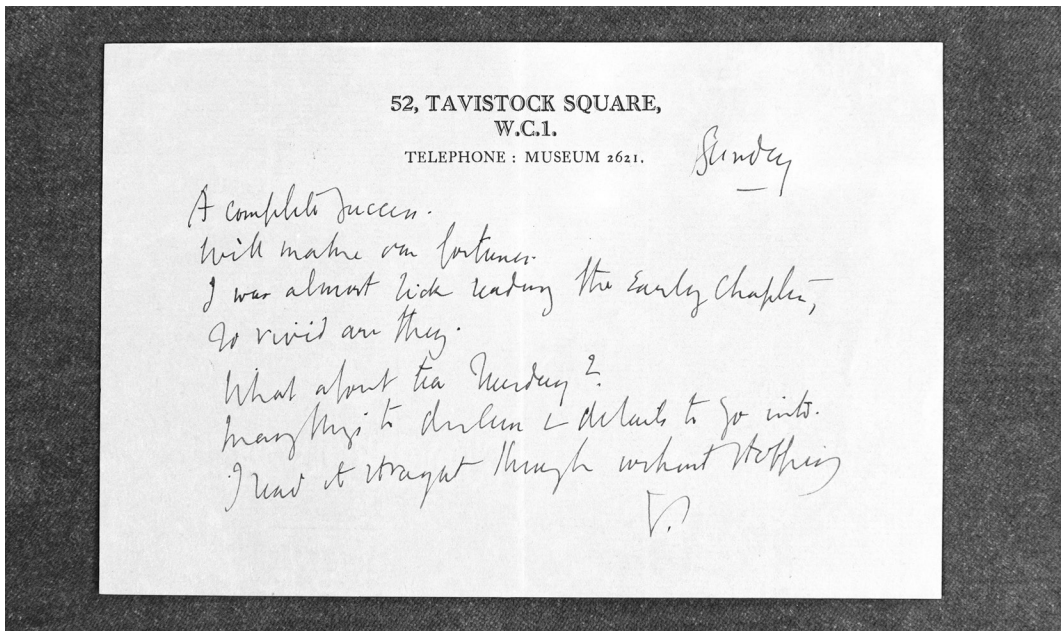 52, TAVISTOCK SQUARE,
W.C.1.
TELEPHONE : MUSEUM 2621.
Sunday
A complete success.
Will make our fortunes.
I was almost sick reading the Early Chapters,
So vivid are they.
What about tea Thursday?
Many things to discuss & details to go into.
I read it straight through without stopping
V.